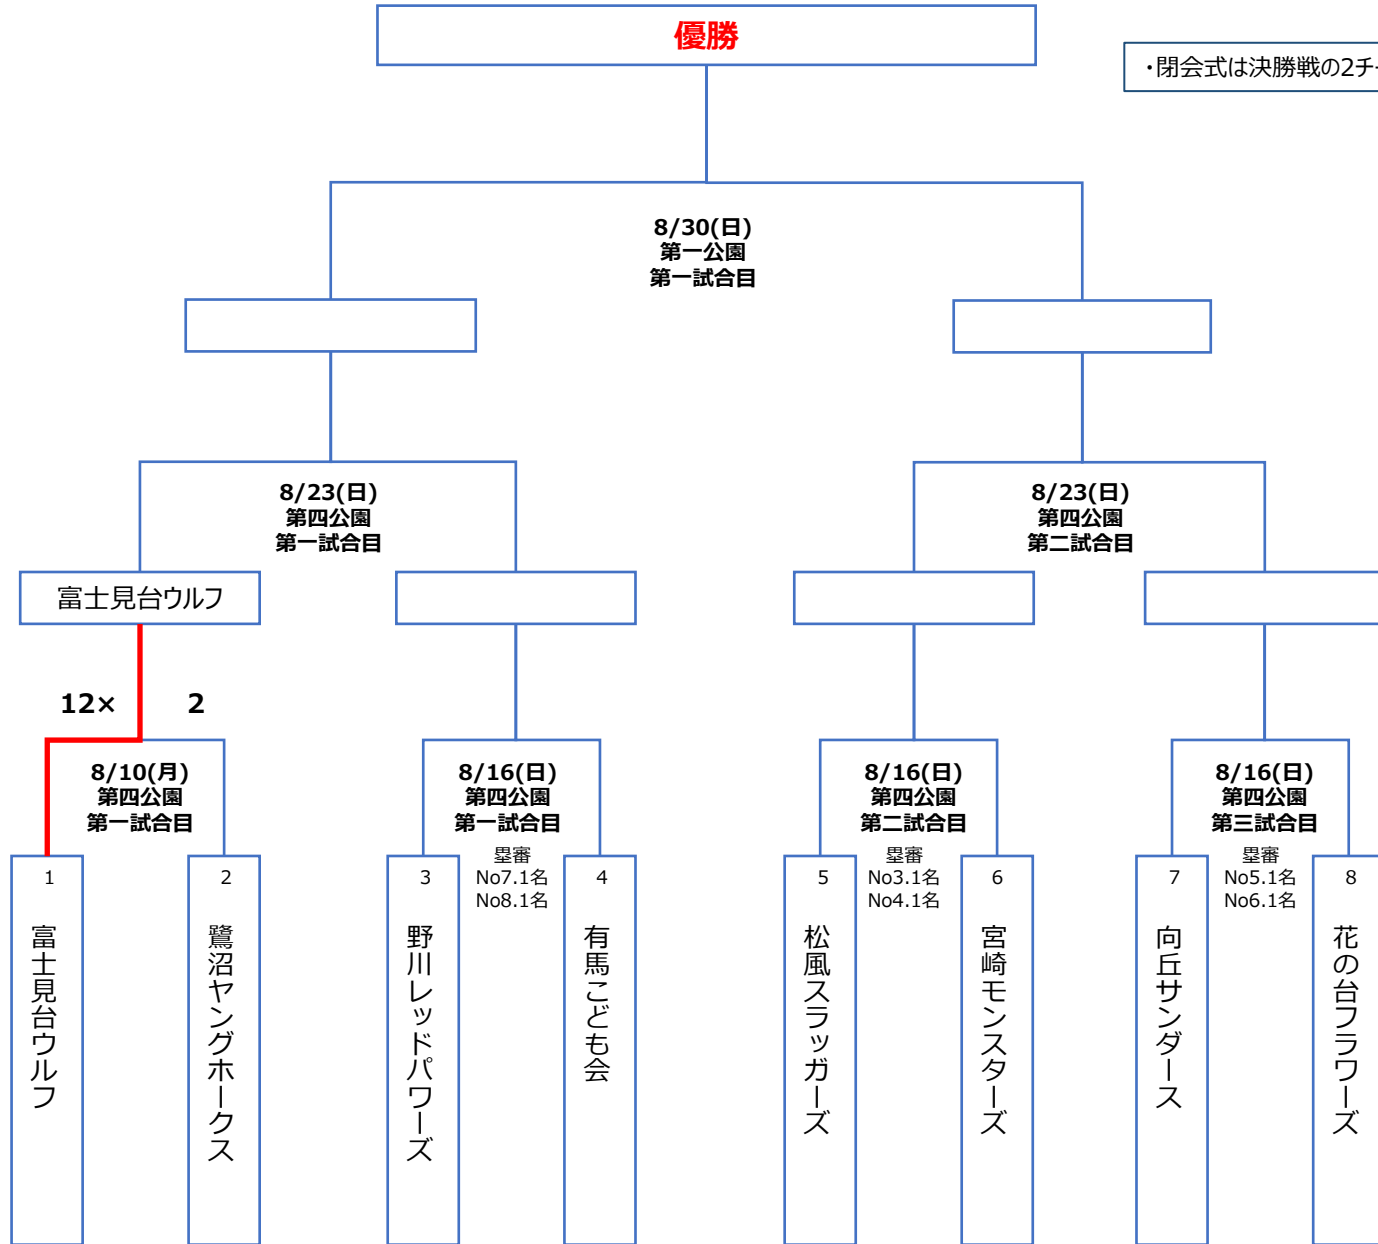 優勝
・閉会式は決勝戦の2チー
8/30(日)
第一公園
第一試合目
8/23(日)
第四公園
第一試合目
8/23(日)
第四公園
第二試合目
富士見台ウルフ
12×
2
8/10(月)
第四公園
第一試合目
8/16(日)
第四公園
第一試合目
塁審
No7.1名
No8.1名
8/16(日)
第四公園
第二試合目
塁審
No3.1名
No4.1名
8/16(日)
第四公園
第三試合目
塁審
No5.1名
No6.1名
1
富士見台ウルフ
2
鷺沼ヤングホークス
3
野川レッドパワーズ
4
有馬こども会
5
松風スラッガーズ
6
宮崎モンスターズ
7
向丘サンダース
8
花の台フラワーズ